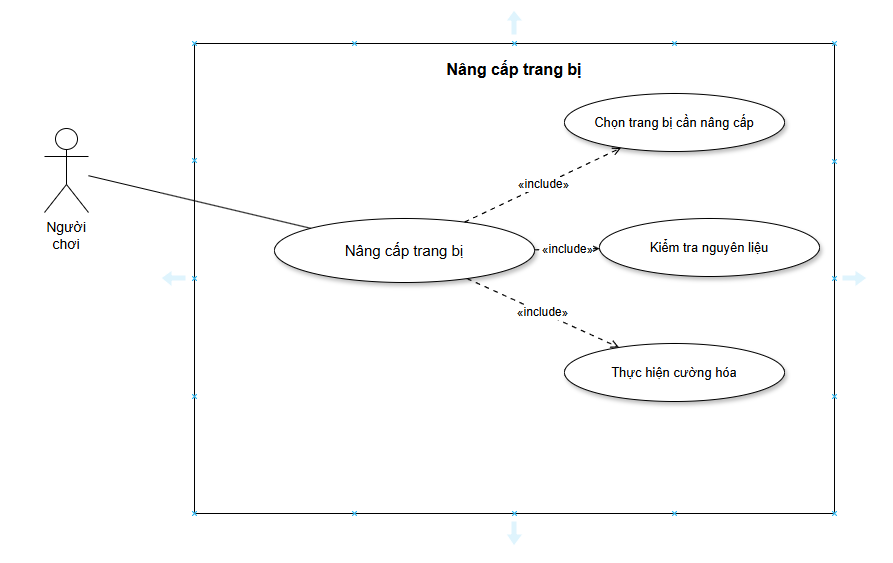 Nâng cấp trang bị
Chọn trang bị cần nâng cấp
«include»
Người
chơi
Nâng cấp trang bị
«include»
Kiểm tra nguyên liệu
«include»
Thực hiện cường hóa